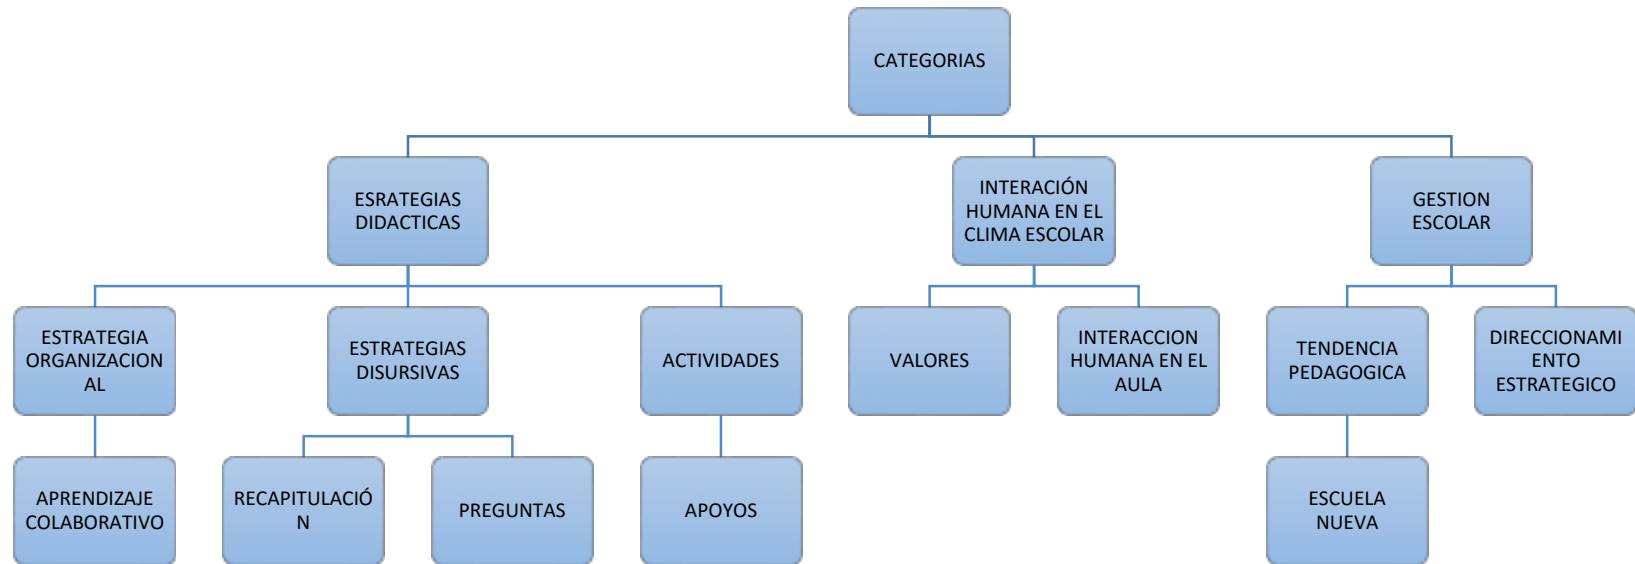 CATEGORIAS
ESRATEGIAS
DIDACTICAS
INTERACIÓN
HUMANA EN EL
CLIMA ESCOLAR
GESTION
ESCOLAR
ESTRATEGIA
ORGANIZACION
AL
ESTRATEGIAS
DISURSIVAS
ACTIVIDADES
VALORES
INTERACCION
HUMANA EN EL
AULA
TENDENCIA
PEDAGOGICA
DIRECCIONAMI
ENTO
ESTRATEGICO
APRENDIZAJE
COLABORATIVO
RECAPITULACIÓ
N
PREGUNTAS
APOYOS
ESCUELA
NUEVA